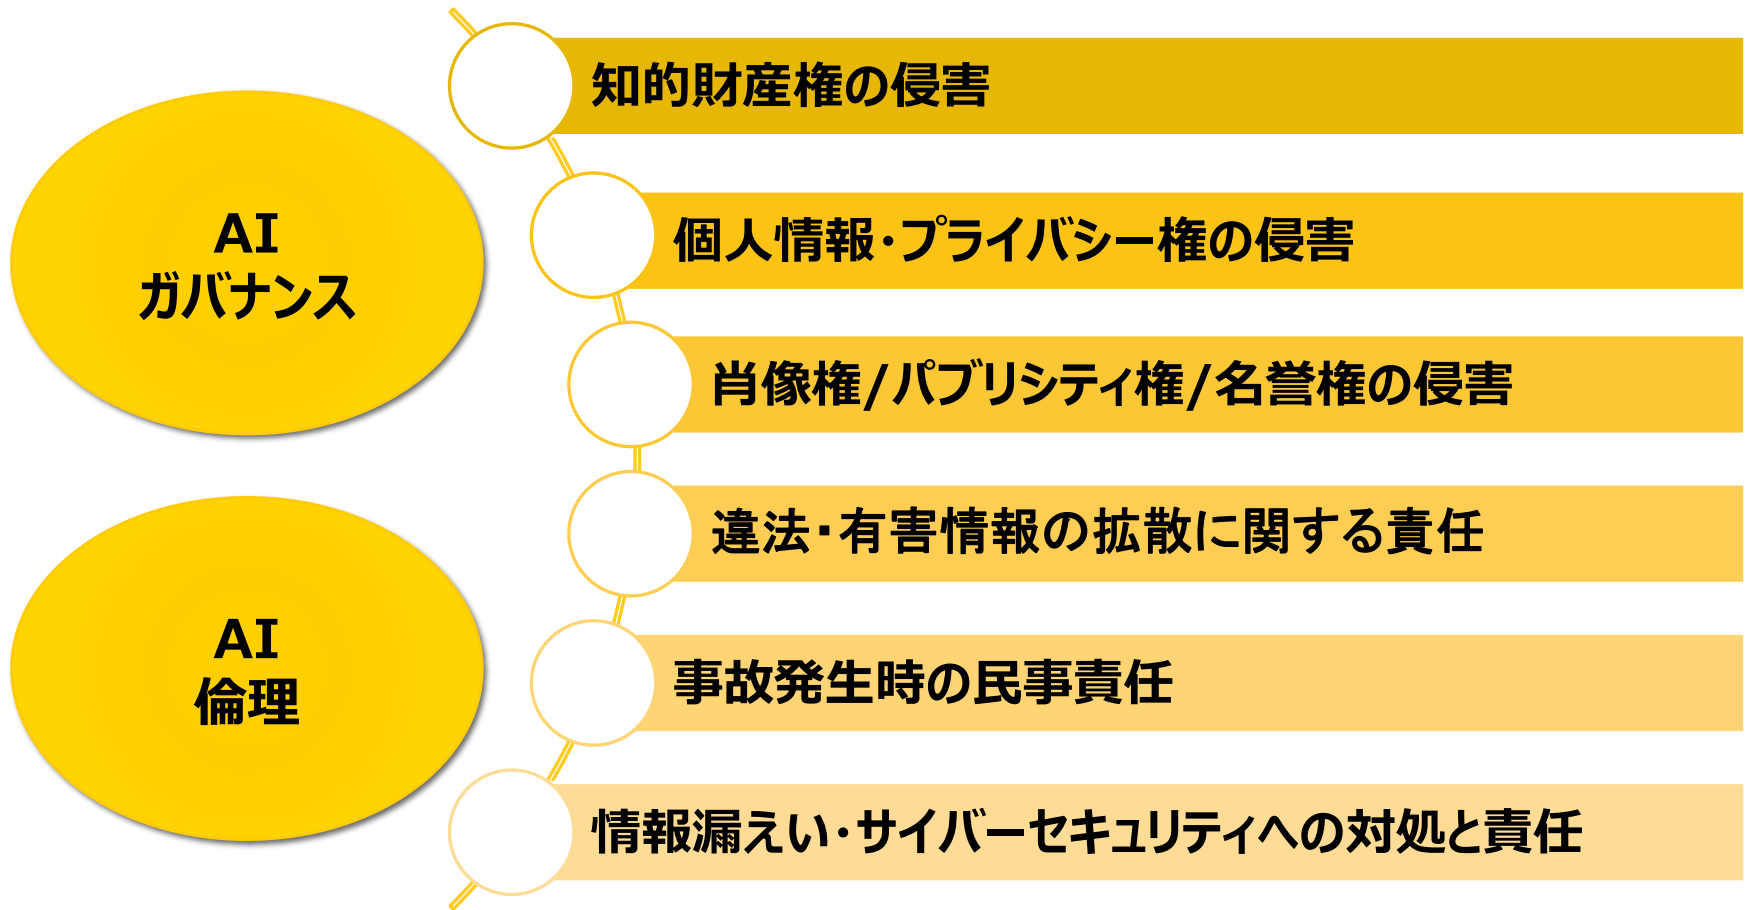 AI
ガバナンス
AI
倫理
知的財産権の侵害
個人情報・プライバシー権の侵害
肖像権/パブリシティ権/名誉権の侵害
違法・有害情報の拡散に関する責任
事故発生時の民事責任
情報漏えい・サイバーセキュリティへの対処と責任